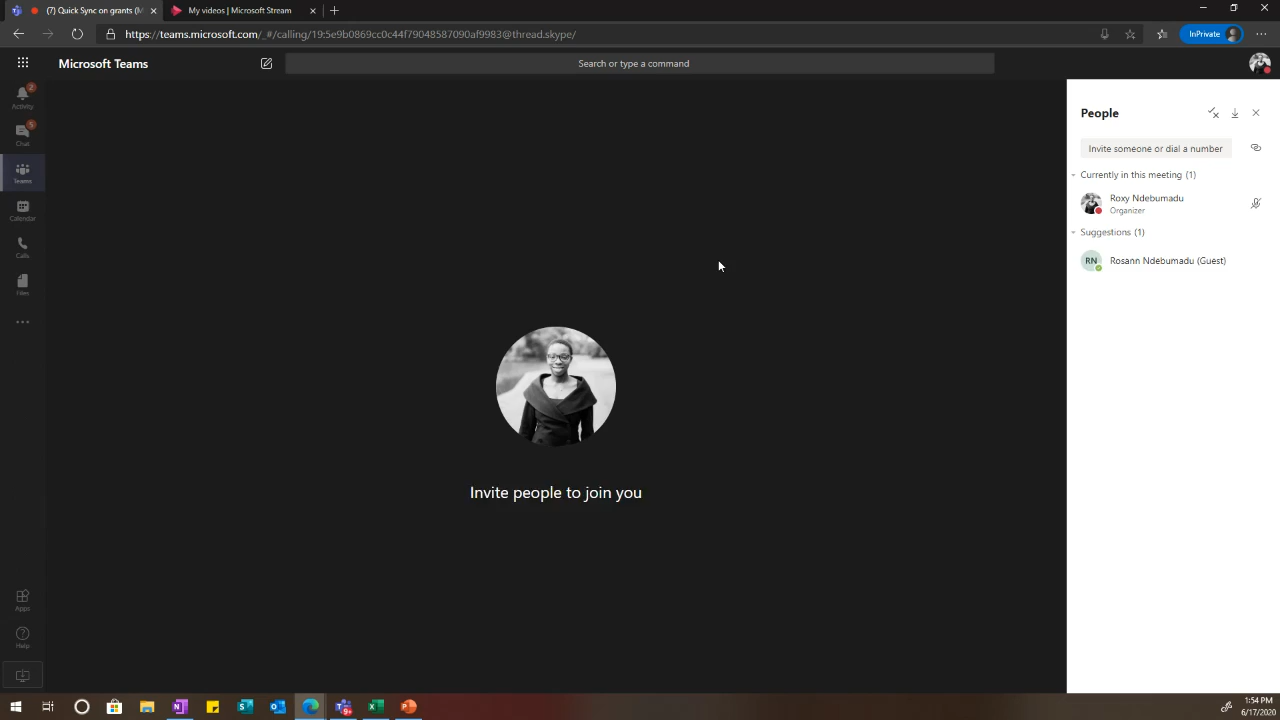 (7) Quick Sync on grants (M
My videos | Microsoft Stream
https://teams.microsoft.com/_#/calling/19:5e9b0869cc0c44f79048587090af9983@thread.skype/
InPrivate
Microsoft Teams
Search or type a command
2
Activity
5
Chat
Teams
Calendar
Calls
Files
Apps
Help
Invite people to join you
People
Invite someone or dial a number
Currently in this meeting (1)
Roxy Ndebumadu
Organizer
Suggestions (1)
RN
Rosann Ndebumadu (Guest)
1:54 PM
6/17/2020